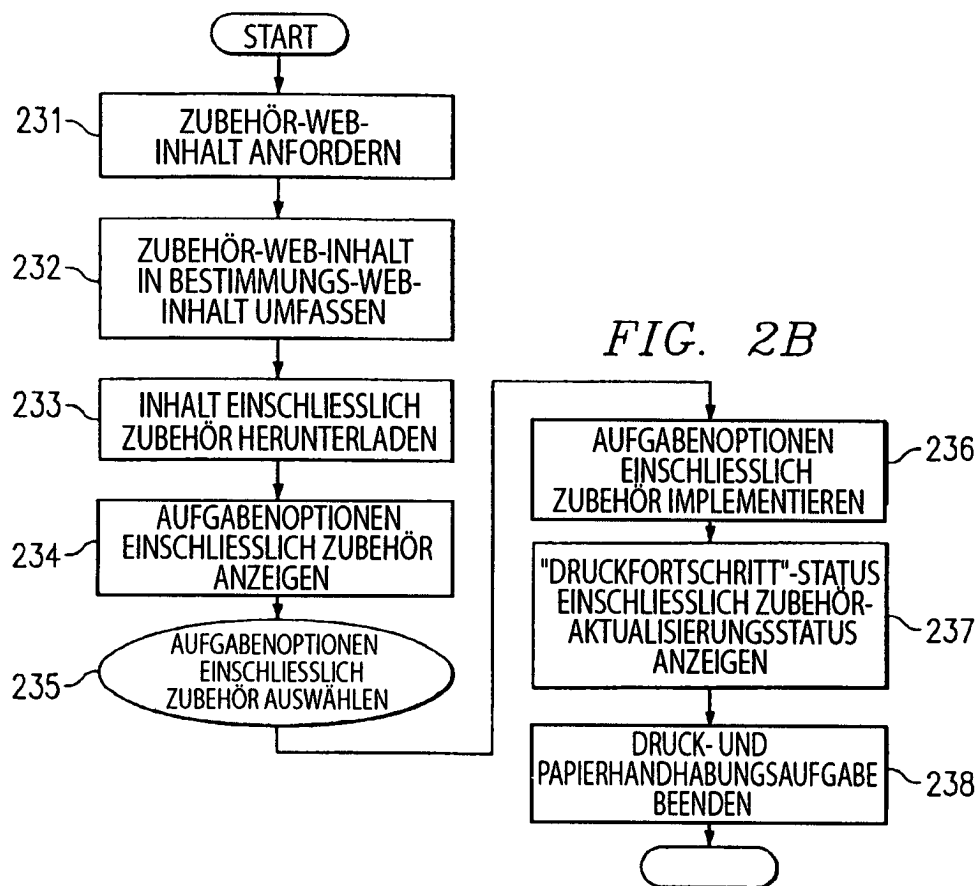 START
231
ZUBEHÖR-WEB-
INHALT ANFORDERN
232
ZUBEHÖR-WEB-INHALT
IN BESTIMMUNGS-WEB-
INHALT UMFASSEN
233
INHALT EINSCHLIESSLICH
ZUBEHÖR HERUNTERLADEN
234
AUFGABENOPTIONEN
EINSCHLIESSLICH ZUBEHÖR
ANZEIGEN
235
AUFGABENOPTIONEN
EINSCHLIESSLICH
ZUBEHÖR AUSWÄHLEN
FIG. 2B
AUFGABENOPTIONEN
EINSCHLIESSLICH
ZUBEHÖR IMPLEMENTIEREN
236
"DRUCKFORTSCHRITT"-STATUS
EINSCHLIESSLICH ZUBEHÖR-
AKTUALISIERUNGSSTATUS
ANZEIGEN
237
DRUCK- UND
PAPIERHANDHABUNGSAUFGABE
BEENDEN
238